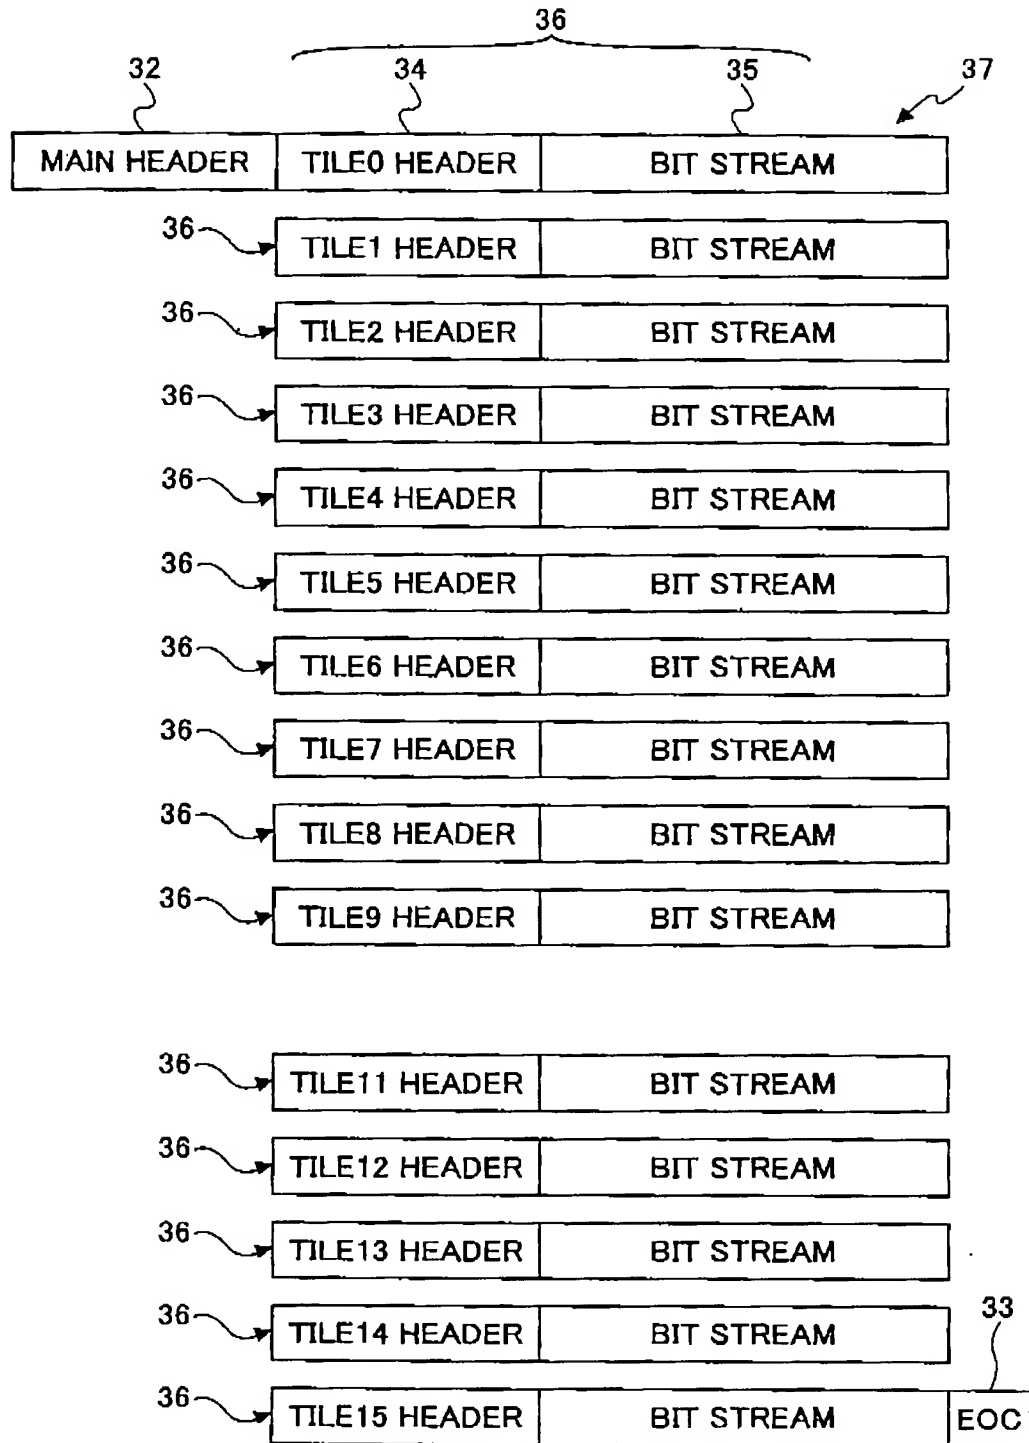 36
32 34 35 37
MAIN HEADER TILE0 HEADER BIT STREAM
36 TILE1 HEADER BIT STREAM
36 TILE2 HEADER BIT STREAM
36 TILE3 HEADER BIT STREAM
36 TILE4 HEADER BIT STREAM
36 TILE5 HEADER BIT STREAM
36 TILE6 HEADER BIT STREAM
36 TILE7 HEADER BIT STREAM
36 TILE8 HEADER BIT STREAM
36 TILE9 HEADER BIT STREAM
36 TILE11 HEADER BIT STREAM
36 TILE12 HEADER BIT STREAM
36 TILE13 HEADER BIT STREAM
36 TILE14 HEADER BIT STREAM
33
36 TILE15 HEADER BIT STREAM EOC